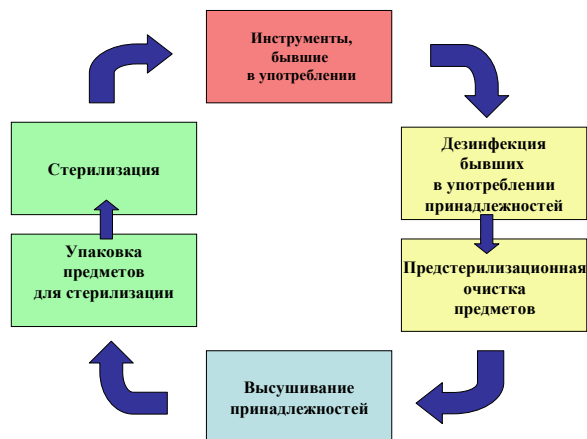 Инструменты,
бывшие
в употреблении
Дезинфекция
бывших
в употреблении
принадлежностей
Предстерилизационная
очистка
предметов
Высушивание
принадлежностей
Упаковка
предметов
для стерилизации
Стерилизация